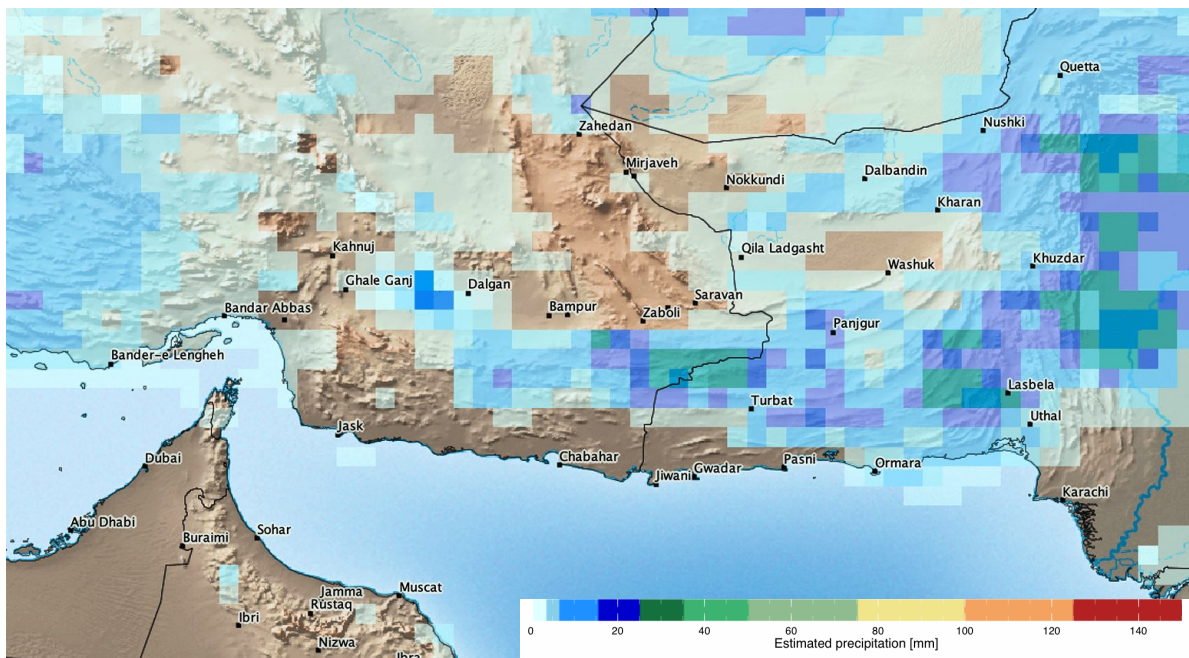 Quetta
Zahedan
Nushki
Mirjaveh
Nokkundi
Dalbandin
Kharan
Kahnuj
Qila Ladgasht
Khuzdar
Washuk
Ghale Ganj
Dalgan
Saravan
Bandar Abbas
Bampur
Zaboli
Panjgur
Bander-e Lengheh
Lasbela
Turbat
Uthal
Jask
Dubai
Chabahar
Pasni
Ormara
Jiwani
Gwadar
Karachi
Abu Dhabi
Sohar
Buraimi
Muscat
Jamma
Rustaq
Ibri
Nizwa
Ibra
0 20 40 60 80 100 120 140
Estimated precipitation [mm]